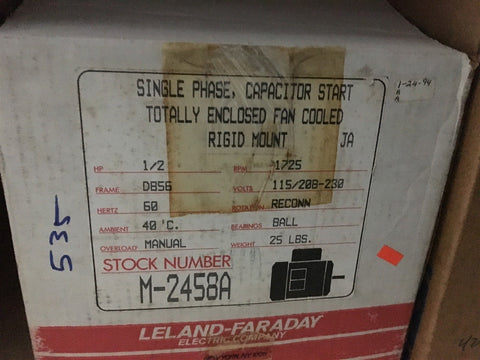 SINGLE PHASE, CAPACITOR START
TOTALLY ENCLOSED FAN COOLED
RIGID MOUNT JA
1-24-94
HP 1/2 RPM 1725
FRAME DB56 VOLTS 115/208-230
HERTZ 60 ROTATION RECONN
AMBIENT 40°C. BEARINGS BALL
OVERLOAD MANUAL WEIGHT 25 LBS.
535
STOCK NUMBER
M-2458A
LELAND-FARADAY
ELECTRIC COMPANY